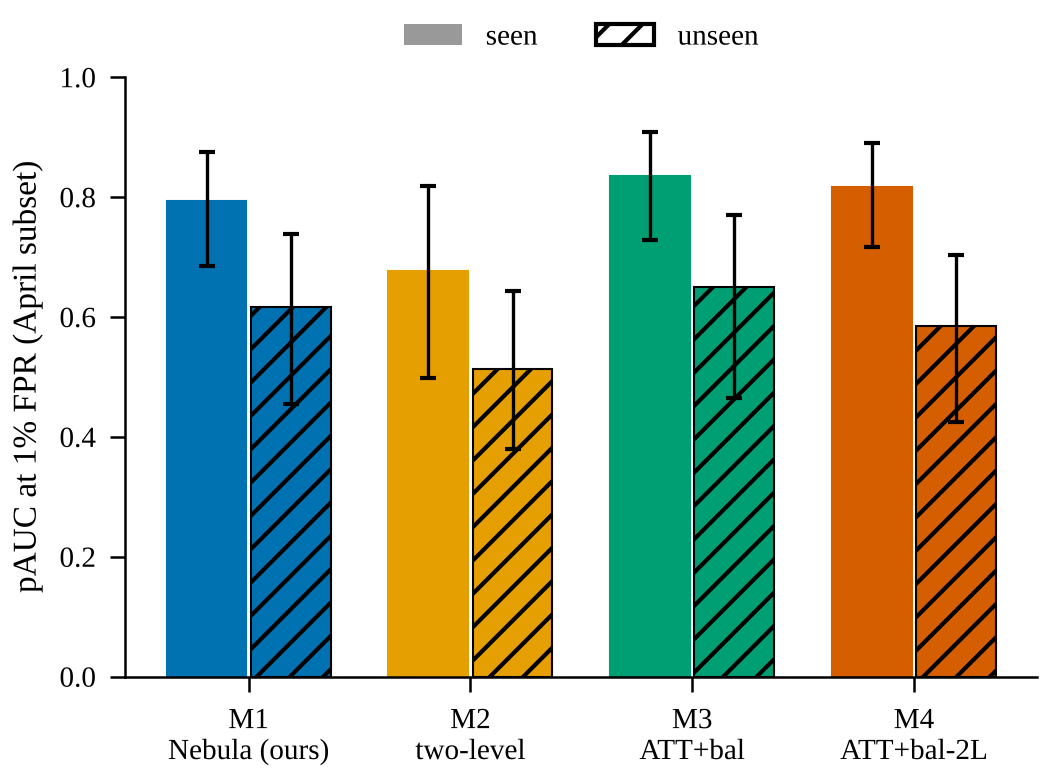 seen unseen
pAUC at 1% FPR (April subset)
1.0
0.8
0.6
0.4
0.2
0.0
M1 M2 M3 M4
Nebula (ours) two-level ATT+bal ATT+bal-2L